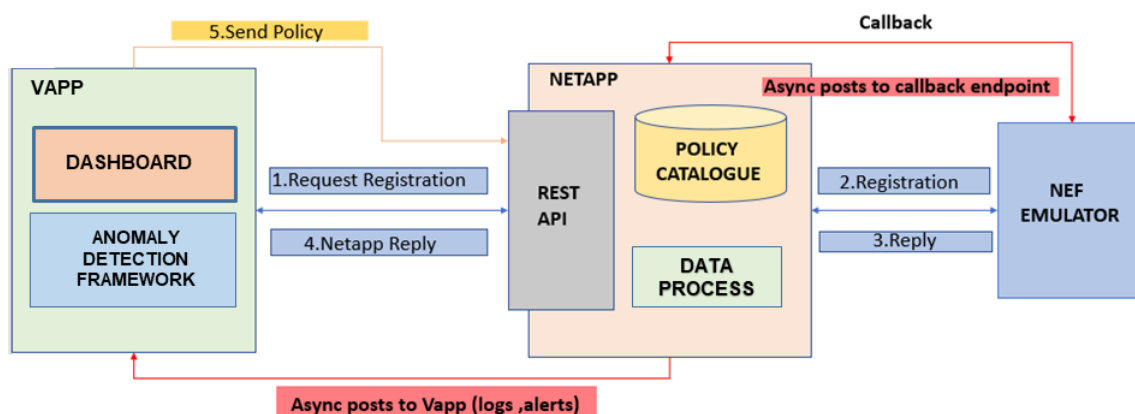 5.Send Policy
Callback
VAPP
NETAPP
Async posts to callback endpoint
DASHBOARD
ANOMALY
DETECTION
FRAMEWORK
1.Request Registration
4.Netapp Reply
REST
API
POLICY
CATALOGUE
DATA
PROCESS
2.Registration
3.Reply
NEF
EMULATOR
Async posts to Vapp (logs ,alerts)